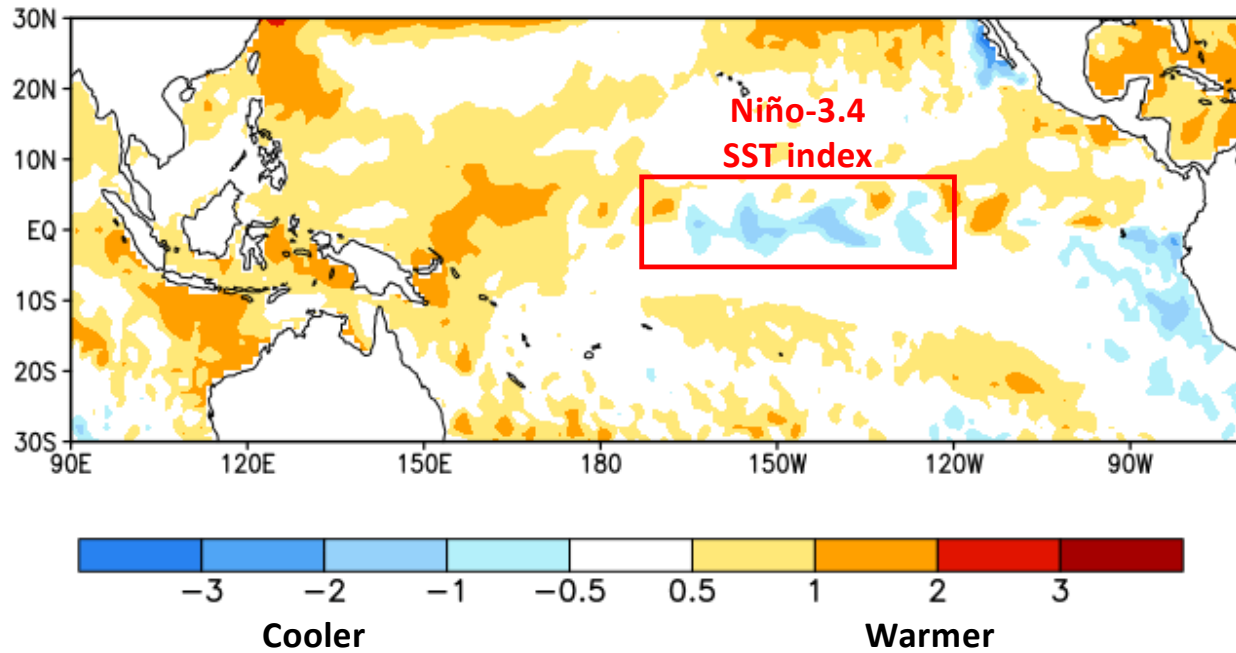 30N
20N
10N
EQ
10S
20S
30S
Niño-3.4
SST index
90E 120E 150E 180 150W 120W 90W
−3 −2 −1 −0.5 0.5 1 2 3
Cooler Warmer